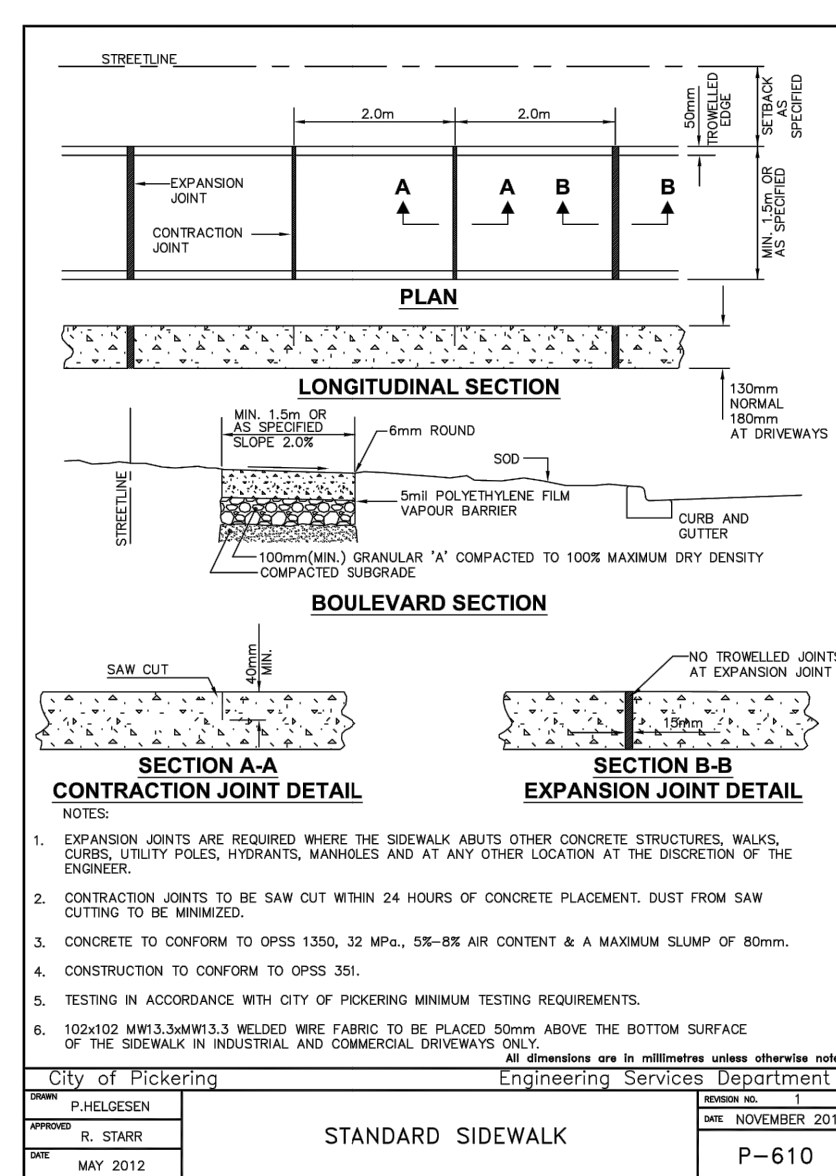 STREETLINE
2.0m
2.0m
50mm
TROWELLED
EDGE
SETBACK
AS
SPECIFIED
EXPANSION
JOINT
CONTRACTION
JOINT
A
A
B
B
MIN. 1.5m OR
AS SPECIFIED
PLAN
LONGITUDINAL SECTION
130mm
NORMAL
180mm
AT DRIVEWAYS
MIN. 1.5m OR
AS SPECIFIED
SLOPE 2.0%
6mm ROUND
SOD
STREETLINE
5mil POLYETHYLENE FILM
VAPOUR BARRIER
CURB AND
GUTTER
100mm(MIN.) GRANULAR 'A' COMPACTED TO 100% MAXIMUM DRY DENSITY
COMPACTED SUBGRADE
BOULEVARD SECTION
SAW CUT
40mm
MIN.
NO TROWELLED JOINTS
AT EXPANSION JOINT
15mm
SECTION A-A
CONTRACTION JOINT DETAIL
SECTION B-B
EXPANSION JOINT DETAIL
NOTES:
1. EXPANSION JOINTS ARE REQUIRED WHERE THE SIDEWALK ABUTS OTHER CONCRETE STRUCTURES, WALKS,
CURBS, UTILITY POLES, HYDRANTS, MANHOLES AND AT ANY OTHER LOCATION AT THE DISCRETION OF THE
ENGINEER.
2. CONTRACTION JOINTS TO BE SAW CUT WITHIN 24 HOURS OF CONCRETE PLACEMENT. DUST FROM SAW
CUTTING TO BE MINIMIZED.
3. CONCRETE TO CONFORM TO OPSS 1350, 32 MPa., 5%-8% AIR CONTENT & A MAXIMUM SLUMP OF 80mm.
4. CONSTRUCTION TO CONFORM TO OPSS 351.
5. TESTING IN ACCORDANCE WITH CITY OF PICKERING MINIMUM TESTING REQUIREMENTS.
6. 102x102 MW13.3xMW13.3 WELDED WIRE FABRIC TO BE PLACED 50mm ABOVE THE BOTTOM SURFACE
OF THE SIDEWALK IN INDUSTRIAL AND COMMERCIAL DRIVEWAYS ONLY.
All dimensions are in millimetres unless otherwise note
City of Pickering
Engineering Services Department
DRAWN P.HELGESEN
APPROVED R. STARR
DATE MAY 2012
STANDARD SIDEWALK
REVISION NO. 1
DATE NOVEMBER 201
P-610